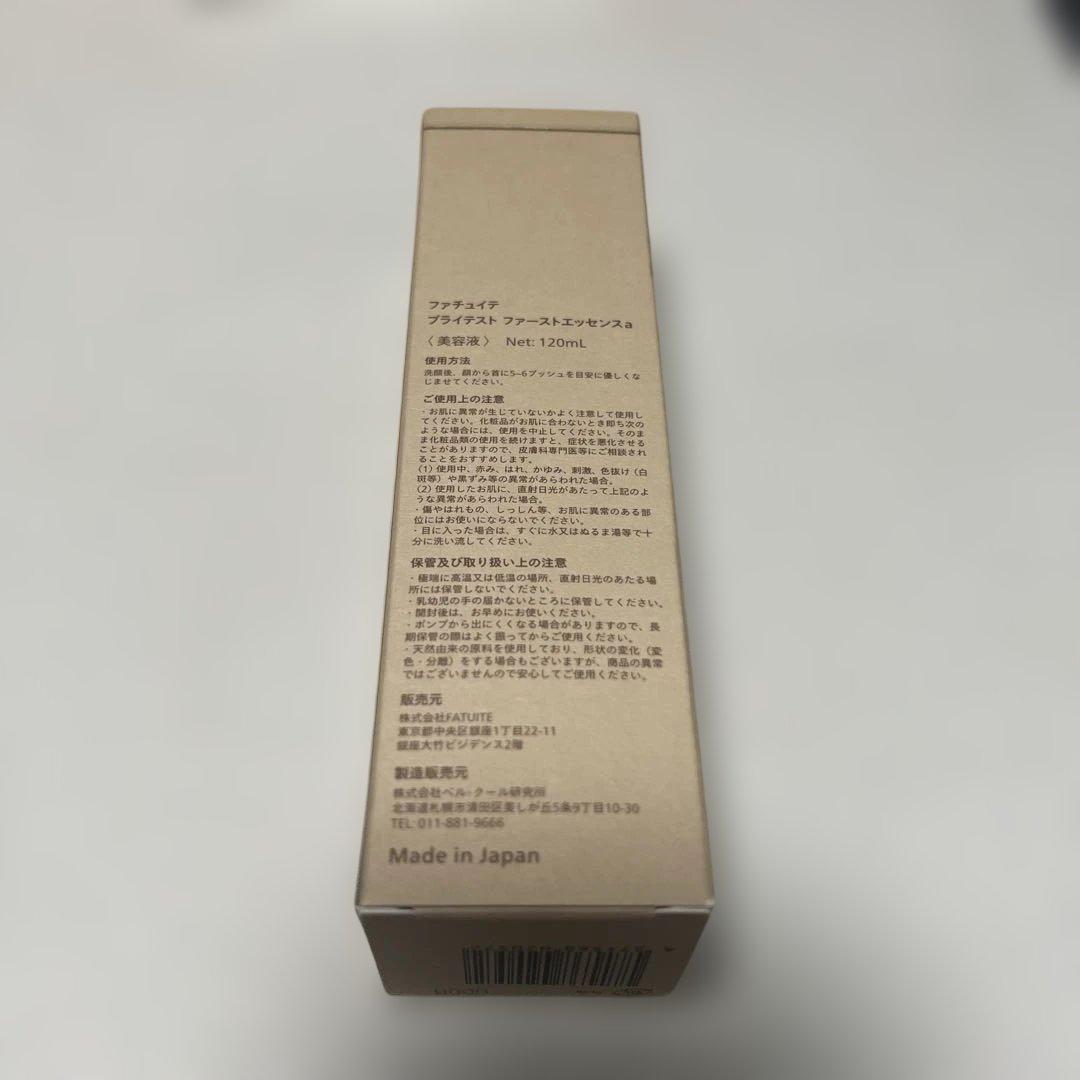 ファチュイテ
ブライテスト ファーストエッセンスa
〈 美容液 〉 Net: 120mL
使用方法
洗顔後、顔から首に5–6プッシュを目安に優しくな
じませてください。
ご使用上の注意
・お肌に異常が生じていないかよく注意して使用し
てください。化粧品がお肌に合わないとき即ち次の
ような場合には、使用を中止してください。そのまま
ま化粧品類の使用を続けますと、症状を悪化させる
ことがありますので、皮膚科専門医等にご相談され
ることをおすすめします。
(1) 使用中、赤み、はれ、かゆみ、刺激、色抜け（白
斑等）や黒ずみ等の異常があらわれた場合。
(2) 使用したお肌に、直射日光があたって上記のよ
うな異常があらわれた場合。
・傷やはれもの、しっしん等、お肌に異常のある部
位にはお使いにならないでください。
・目に入った場合は、すぐに水又はぬるま湯等で十
分に洗い流してください。
保管及び取り扱い上の注意
・極端に高温又は低温の場所、直射日光のあたる場
所には保管しないでください。
・乳幼児の手の届かないところに保管してください。
・開封後は、お早めにお使いください。
・ポンプから出にくくなる場合がありますので、長
期保管の際はよく振ってからご使用ください。
・天然由来の原料を使用しており、形状の変化（変
色・分離）をする場合もございますが、商品の異常
ではございませんので安心してご使用ください。
販売元
株式会社FATUITE
東京都中央区銀座1丁目22-11
銀座大竹ビジデンス2階
製造販売元
株式会社ベル・クール研究所
北海道札幌市清田区美しが丘5条9丁目10-30
TEL: 011-881-9666
Made in Japan